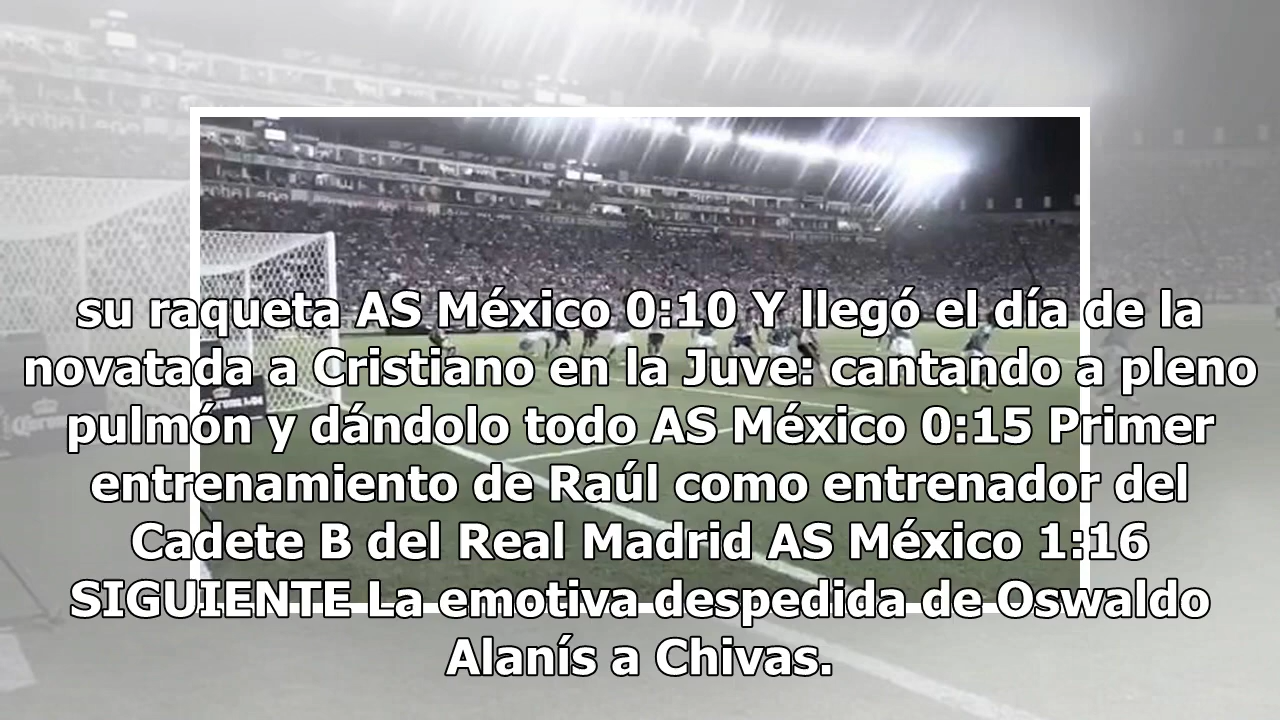 su raqueta AS México 0:10 Y llegó el día de la
novatada a Cristiano en la Juve: cantando a pleno
pulmón y dándolo todo AS México 0:15 Primer
entrenamiento de Raúl como entrenador del
Cadete B del Real Madrid AS México 1:16
SIGUIENTE La emotiva despedida de Oswaldo
Alanís a Chivas.